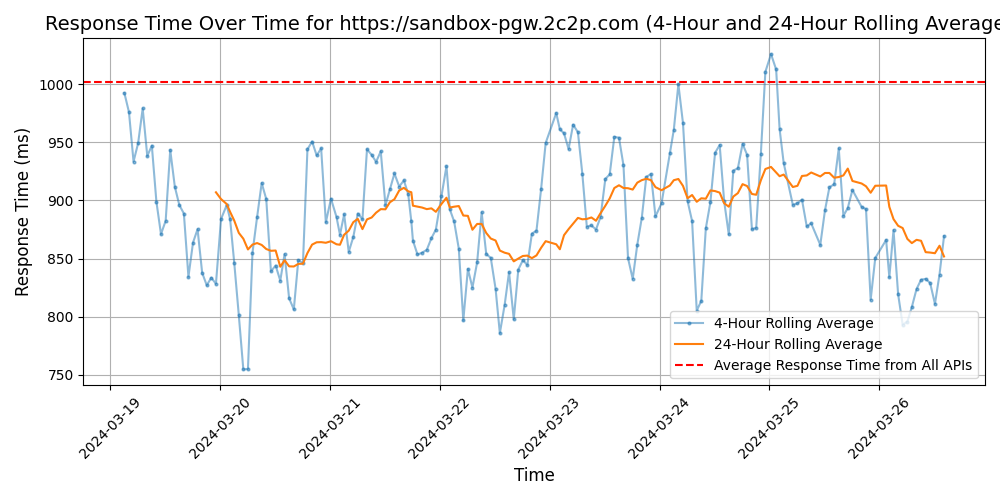 Response Time Over Time for https://sandbox-pgw.2c2p.com (4-Hour and 24-Hour Rolling Average
Response Time (ms)
1000
950
900
850
800
750
4-Hour Rolling Average
24-Hour Rolling Average
Average Response Time from All APIs
2024-03-19
2024-03-20
2024-03-21
2024-03-22
2024-03-23
2024-03-24
2024-03-25
2024-03-26
Time